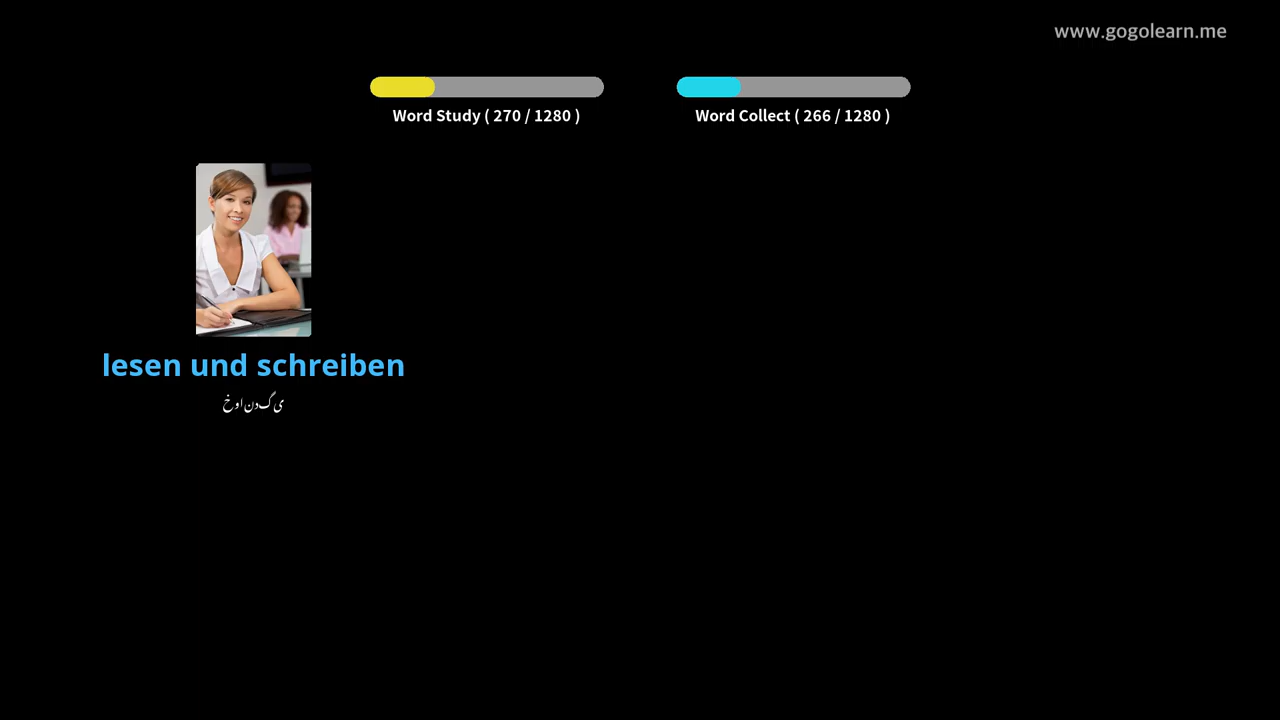 www.gogolearn.me
Word Study ( 270 / 1280 )
Word Collect ( 266 / 1280 )
lesen und schreiben
ی گ د ن ا و خ